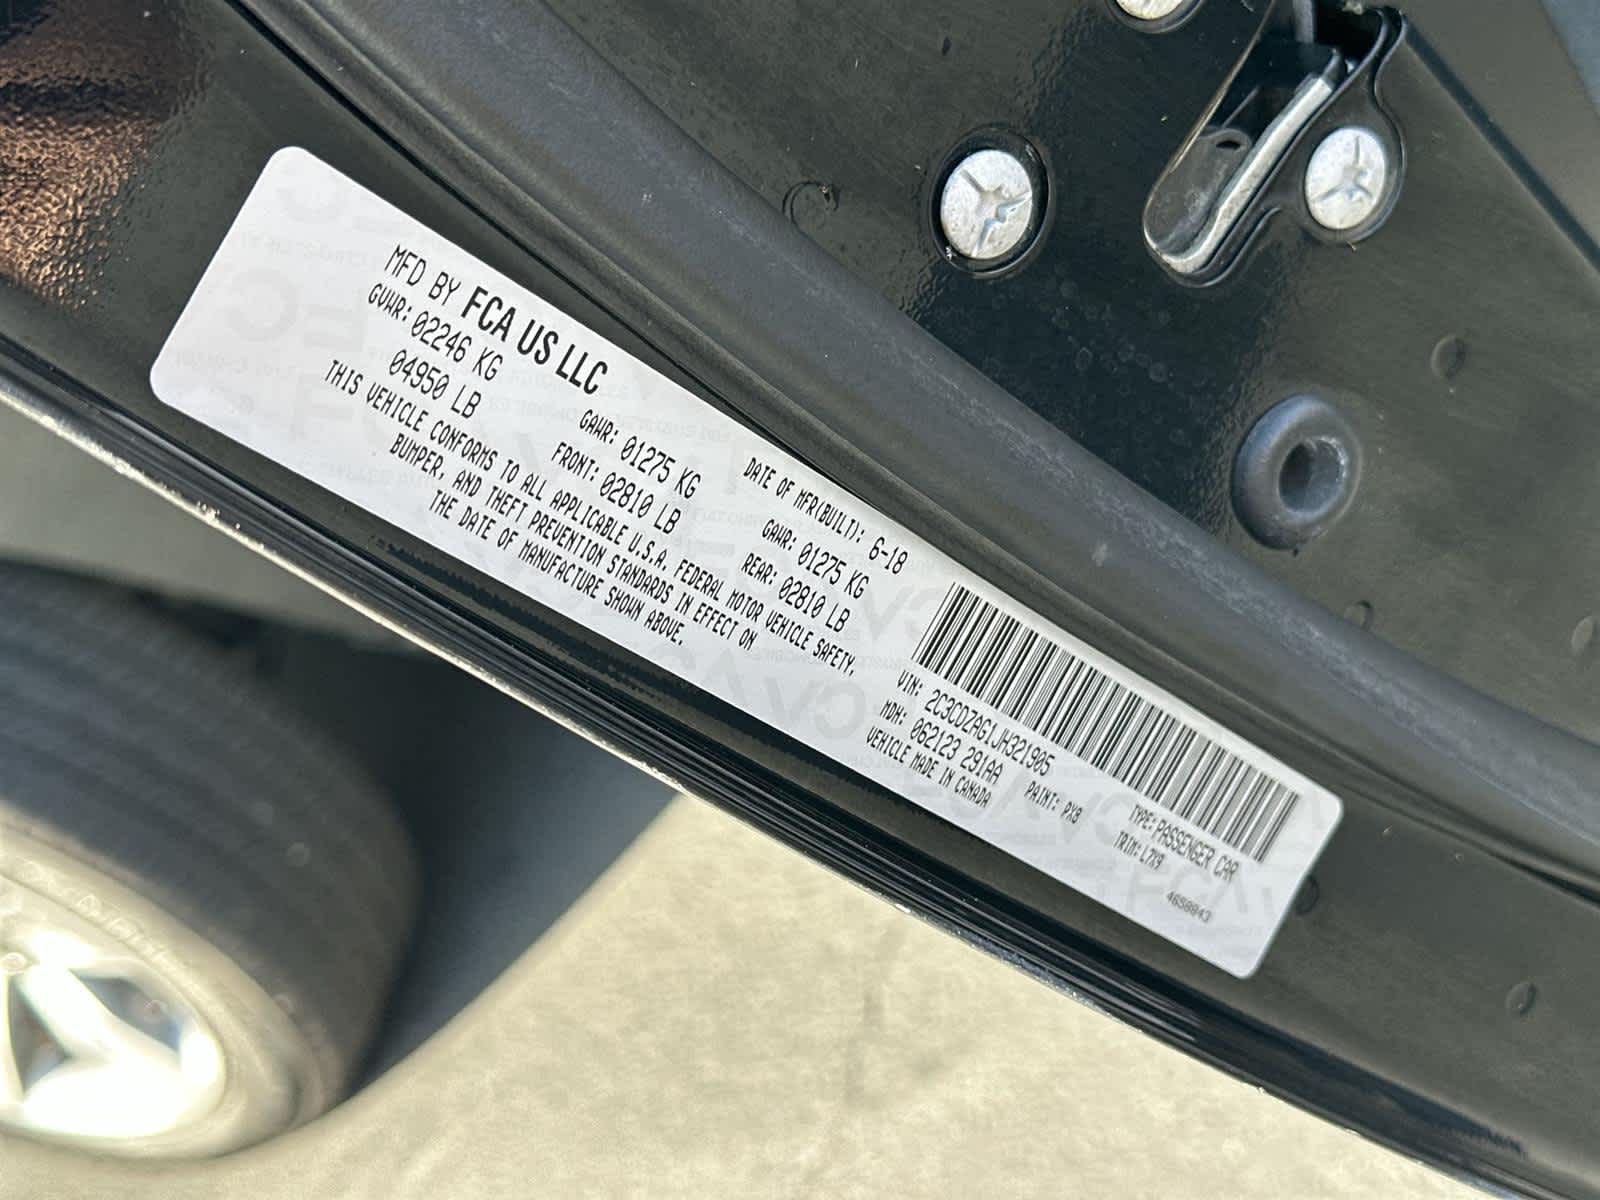 MFD BY FCA US LLC
DATE OF MFR(BUILT): 6-18
GVWR: 02246 KG
04950 LB
GAWR: 01275 KG
FRONT: 02810 LB
GAWR: 01275 KG
REAR: 02810 LB
THIS VEHICLE CONFORMS TO ALL APPLICABLE U.S.A. FEDERAL MOTOR VEHICLE SAFETY,
BUMPER, AND THEFT PREVENTION STANDARDS IN EFFECT ON
THE DATE OF MANUFACTURE SHOWN ABOVE.
VIN: 2C3CDZAG1JH321905
TYPE: PASSENGER CAR
MDH: 062123 291AA
PAINT: PX8
TRIM: L7X9
VEHICLE MADE IN CANADA
4658843